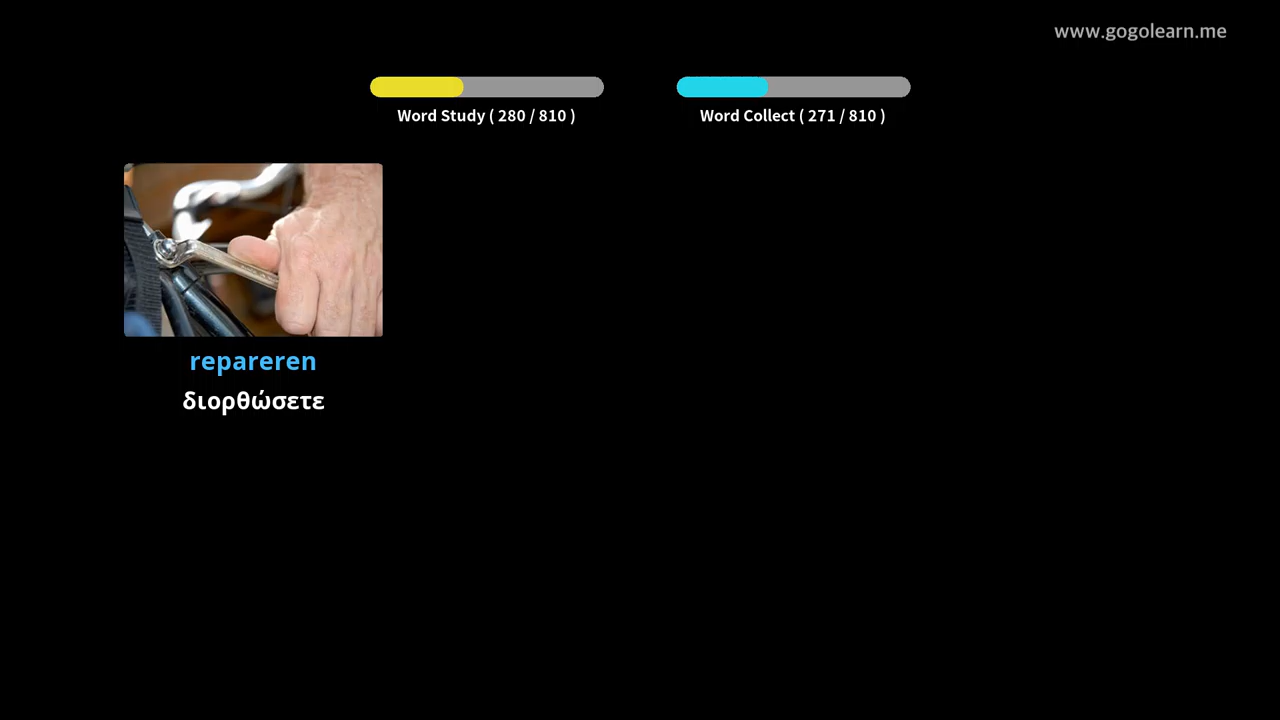 www.gogolearn.me
Word Study ( 280 / 810 )
Word Collect ( 271 / 810 )
repareren
διορθώσετε